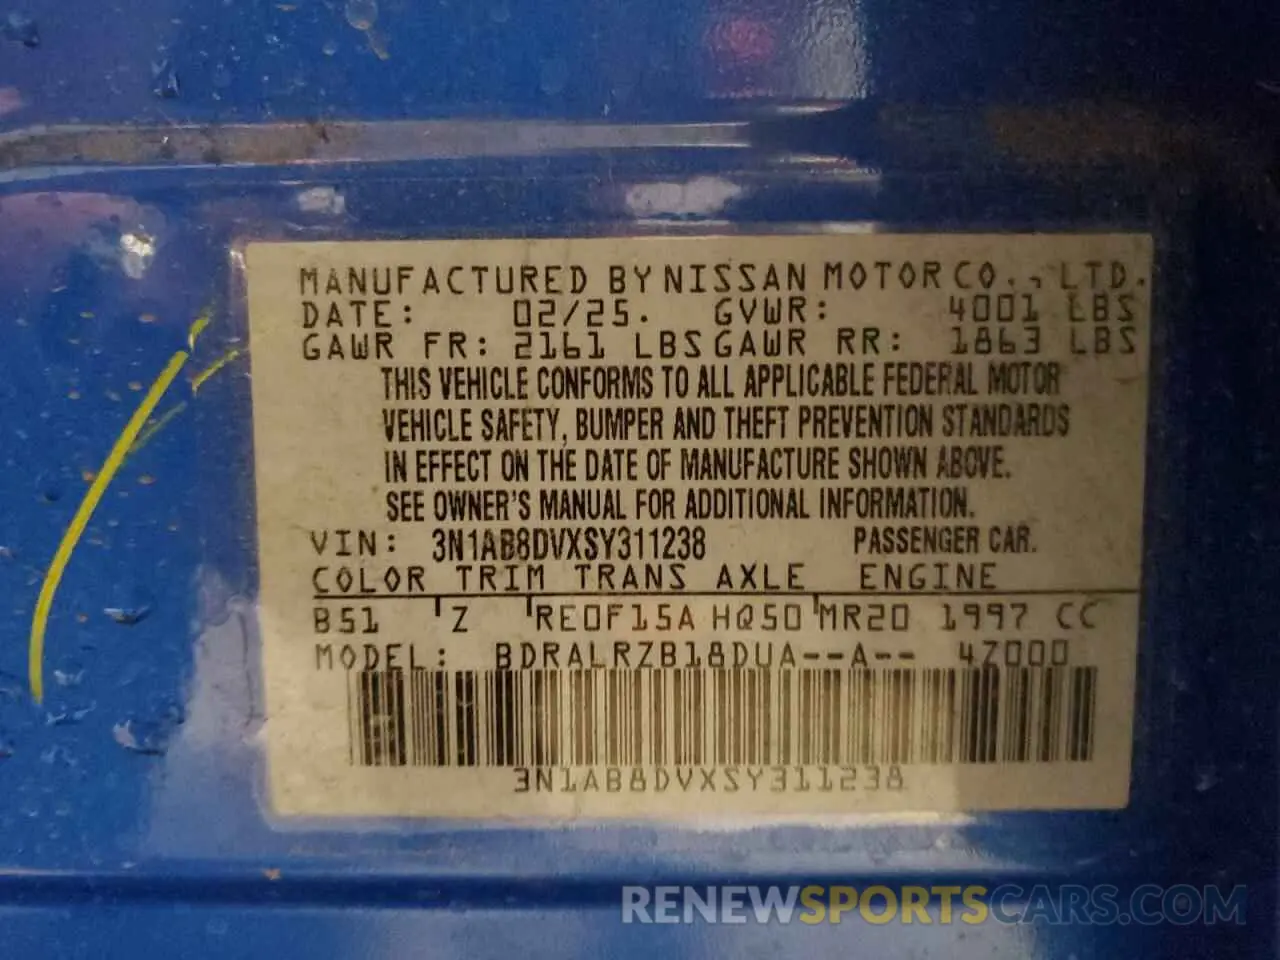 MANUFACTURED BY NISSAN MOTOR CO., LTD.
DATE: 02/25. GVWR: 4001 LBS
GAWR FR: 2161 LBS GAWR RR: 1863 LBS
THIS VEHICLE CONFORMS TO ALL APPLICABLE FEDERAL MOTOR
VEHICLE SAFETY, BUMPER AND THEFT PREVENTION STANDARDS
IN EFFECT ON THE DATE OF MANUFACTURE SHOWN ABOVE.
SEE OWNER'S MANUAL FOR ADDITIONAL INFORMATION.
VIN: 3N1AB8DVXSY311238 PASSENGER CAR.
COLOR TRIM TRANS AXLE ENGINE
B51 Z RE0F15A HQ50 MR20 1997 CC
MODEL: BDRALRZB18DUA--A-- 4Z000
3N1AB8DVXSY311238
RENEWSPORTSCARS.COM